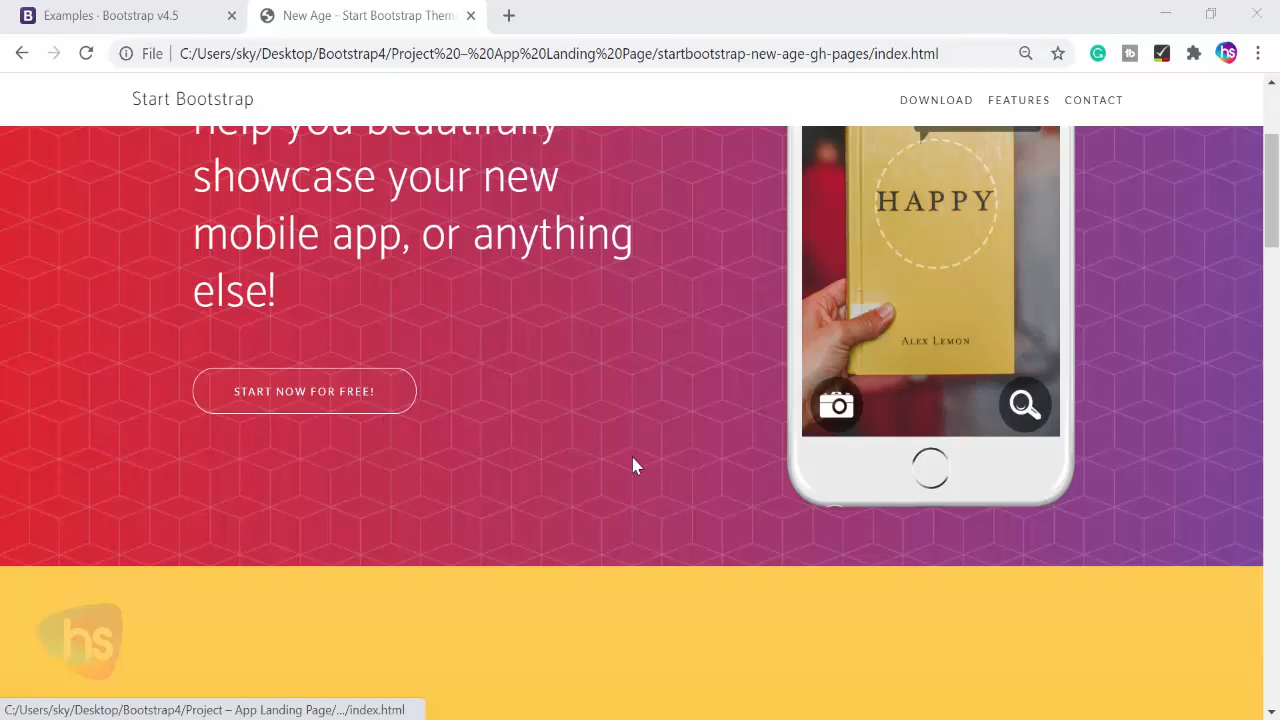 Examples · Bootstrap v4.5
New Age - Start Bootstrap Them
File
C:/Users/sky/Desktop/Bootstrap4/Project%20–%20App%20Landing%20Page/startbootstrap-new-age-gh-pages/index.html
Start Bootstrap
DOWNLOAD
FEATURES
CONTACT
help you beautifully
showcase your new
mobile app, or anything
else!
START NOW FOR FREE!
HAPPY
ALEX LEMON
hs
C:/Users/sky/Desktop/Bootstrap4/Project – App Landing Page/.../index.html